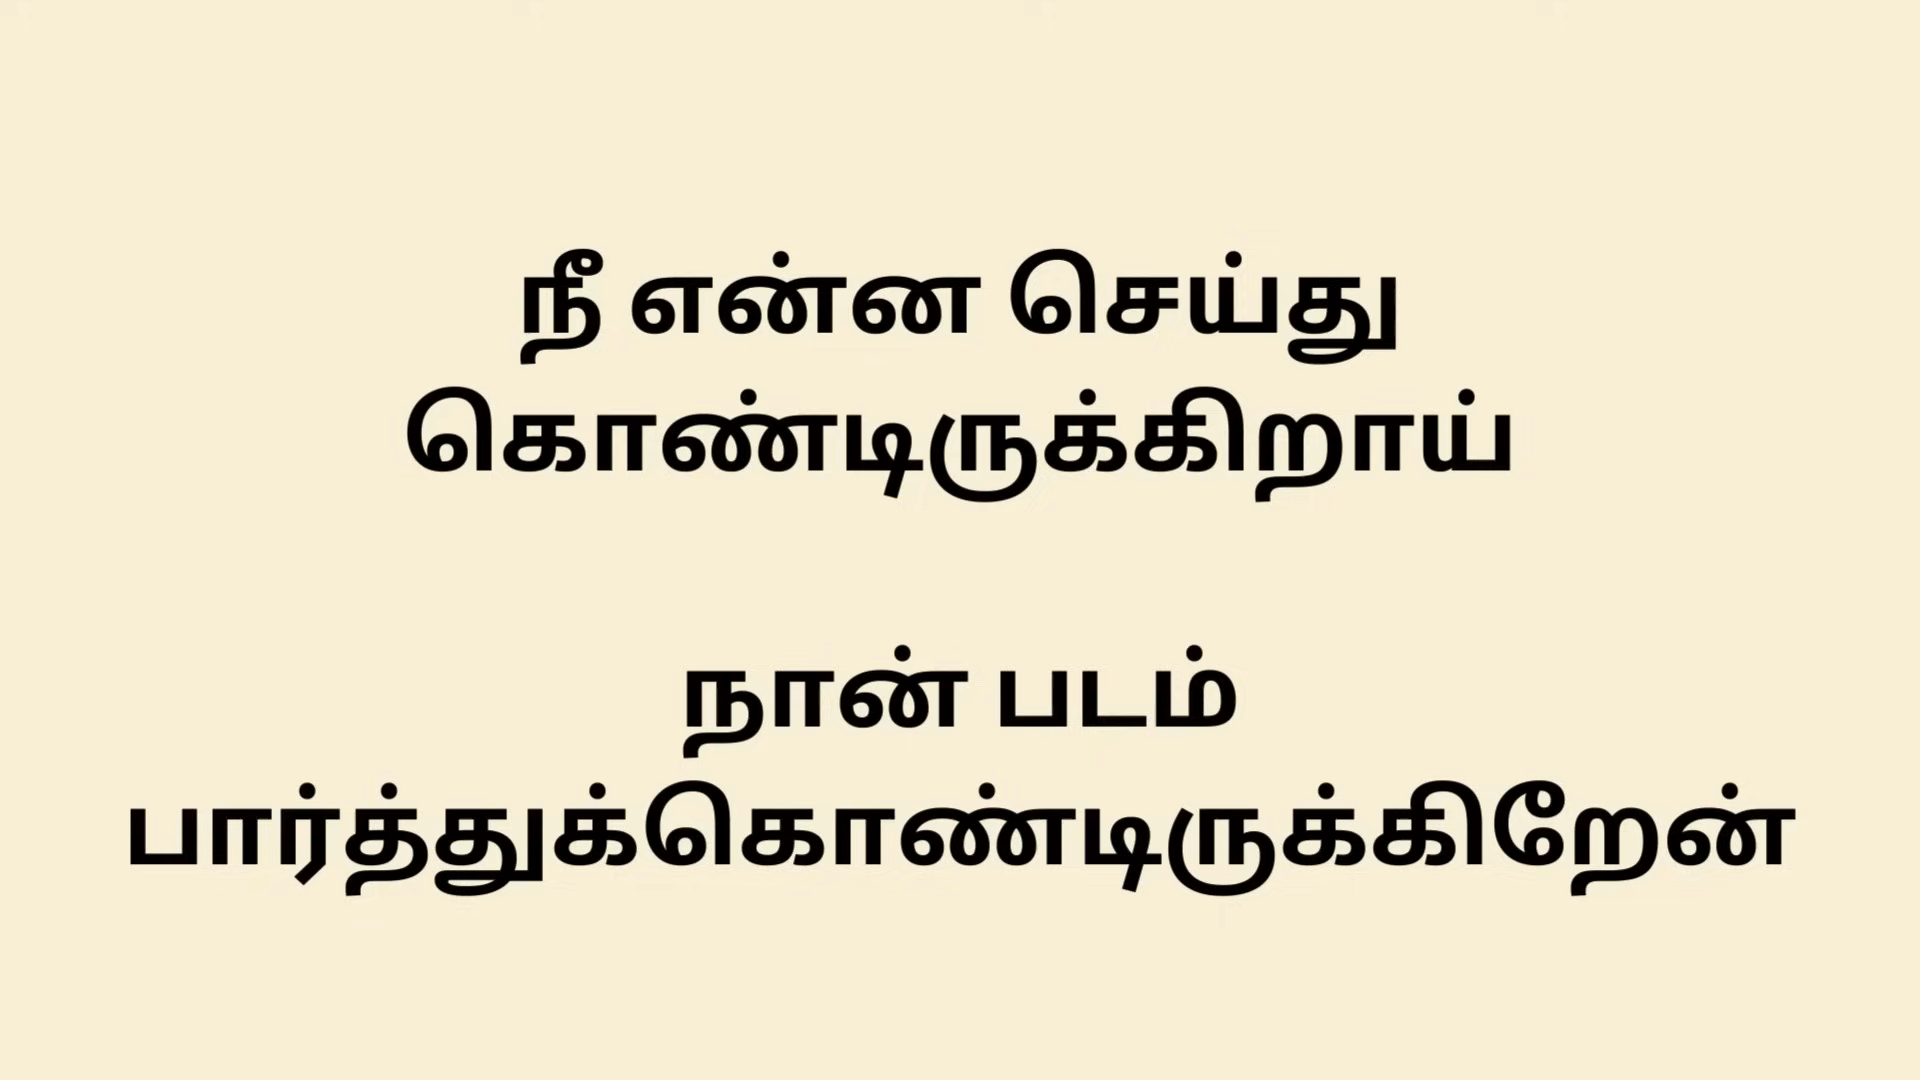 நீ என்ன செய்து
கொண்டிருக்கிறாய்
நான் படம்
பார்த்துக்கொண்டிருக்கிறேன்